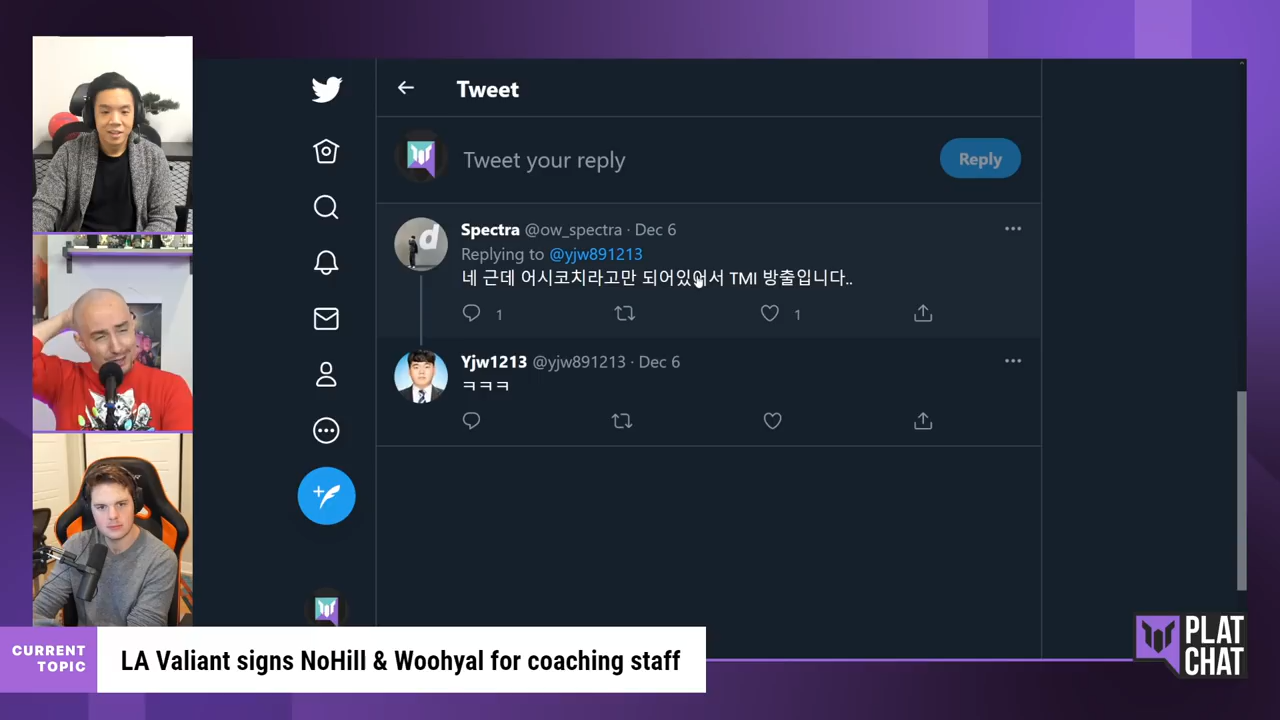 Tweet
Tweet your reply
Reply
Spectra @ow_spectra · Dec 6
Replying to @yjw891213
네 근데 어시코치라고만 되어있어서 TMI 방출입니다..
1
1
Yjw1213 @yjw891213 · Dec 6
ㅋㅋㅋ
CURRENT
TOPIC
LA Valiant signs NoHill & Woohyal for coaching staff
PLAT
CHAT